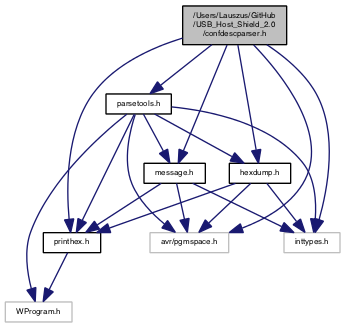 /Users/Lauszus/GitHub
/USB_Host_Shield_2.0
/confdescparser.h
parsetools.h
message.h
hexdump.h
printhex.h
avr/pgmspace.h
inttypes.h
WProgram.h